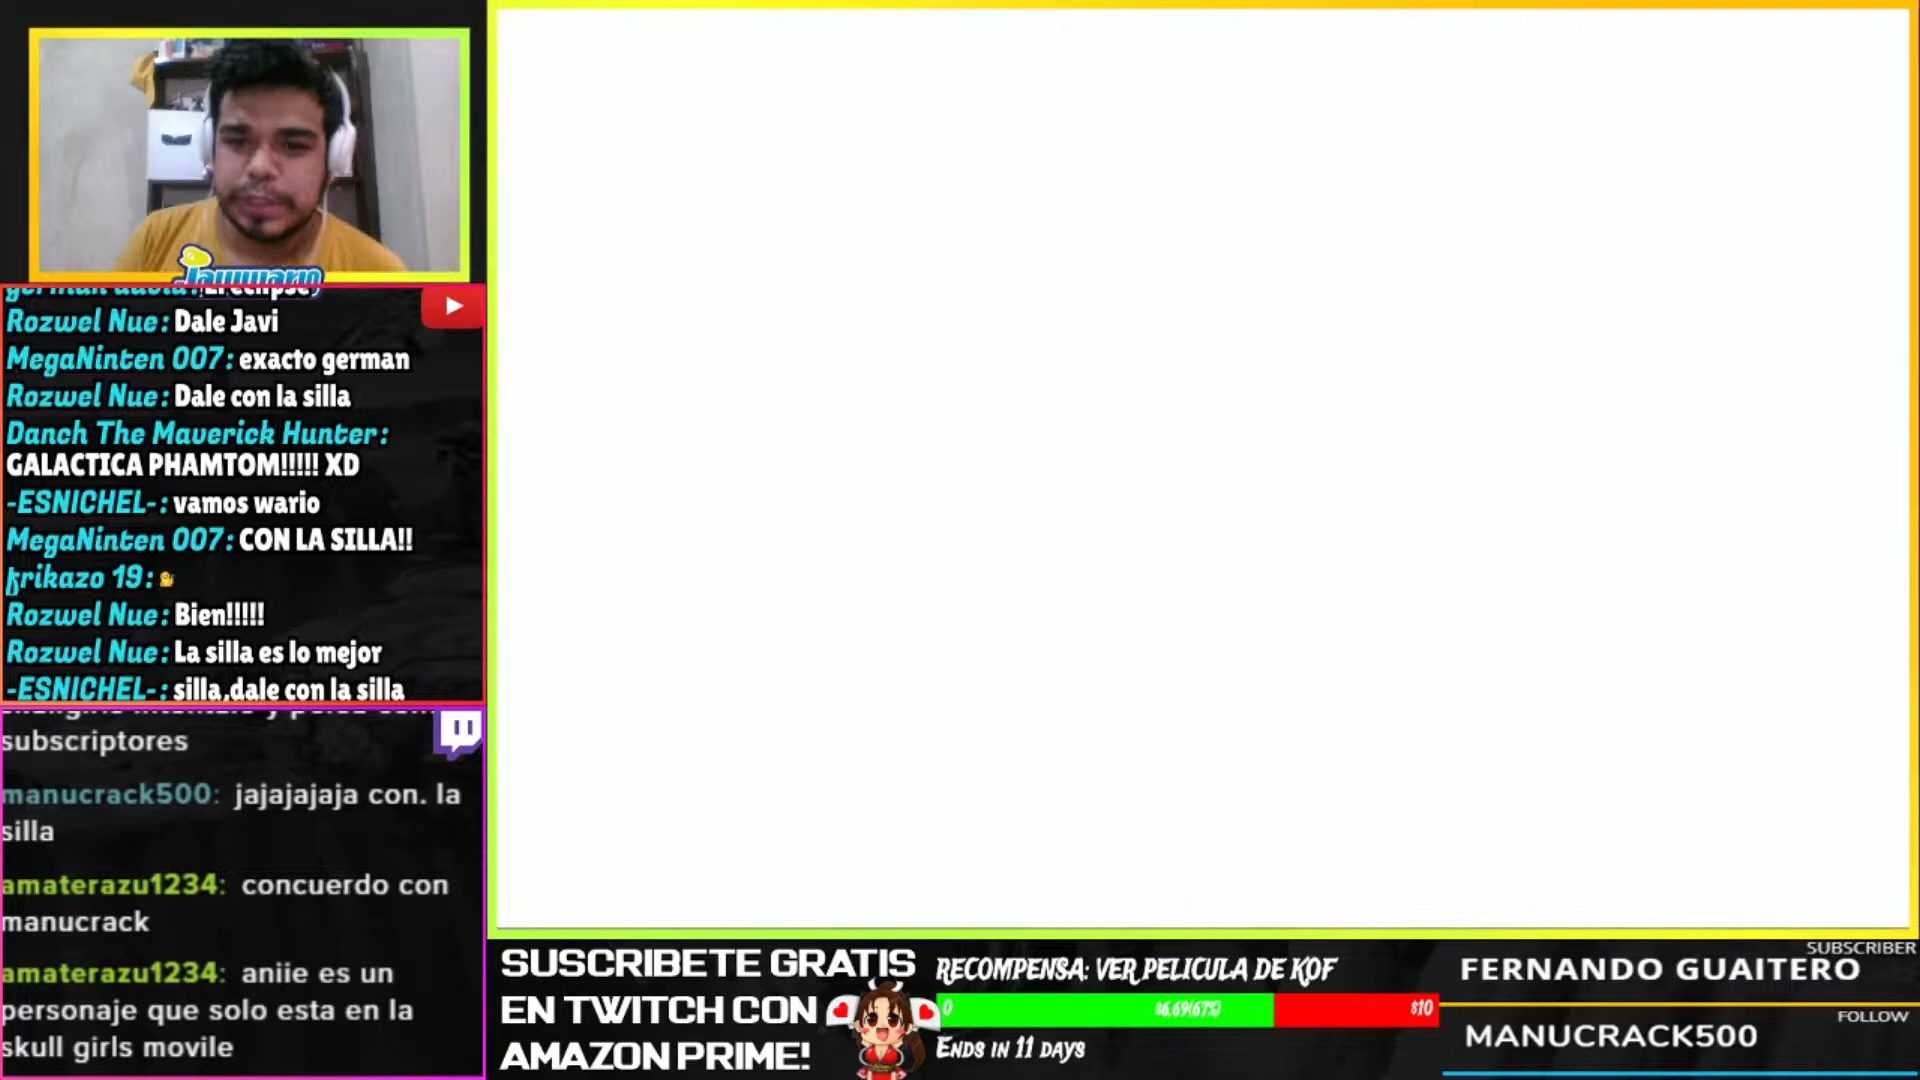 Javiwario
Rozwel Nue: Dale Javi
MegaNinten 007: exacto german
Rozwel Nue: Dale con la silla
Danch The Maverick Hunter:
GALACTICA PHAMTOM!!!!! XD
-ESNICHEL-: vamos wario
MegaNinten 007: CON LA SILLA!!
frikazo 19:
Rozwel Nue: Bien!!!!!
Rozwel Nue: La silla es lo mejor
-ESNICHEL-: silla,dale con la silla
subscriptores
manucrack500: jajajajaja con. la
silla
amaterazu1234: concuerdo con
manucrack
amaterazu1234: aniie es un
personaje que solo esta en la
skull girls movile
SUSCRIBETE GRATIS
EN TWITCH CON
AMAZON PRIME!
RECOMPENSA: VER PELICULA DE KOF
0 $6.69(67%) $10
ENDS IN 11 DAYS
SUBSCRIBER
FERNANDO GUAITERO
FOLLOW
MANUCRACK500